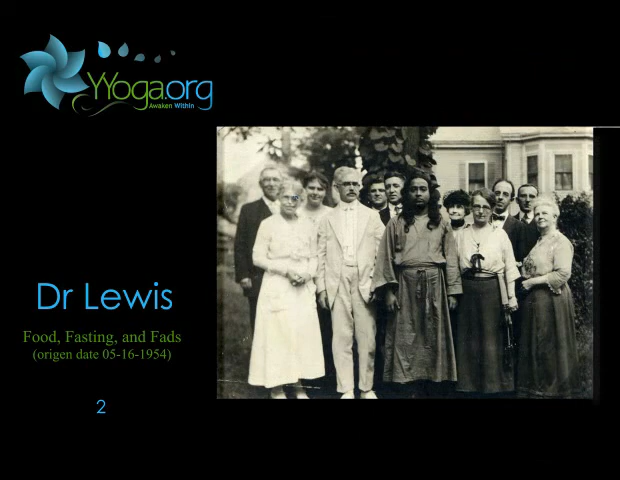 YYoga.org
Awaken Within
Dr Lewis
Food, Fasting, and Fads
(origen date 05-16-1954)
2